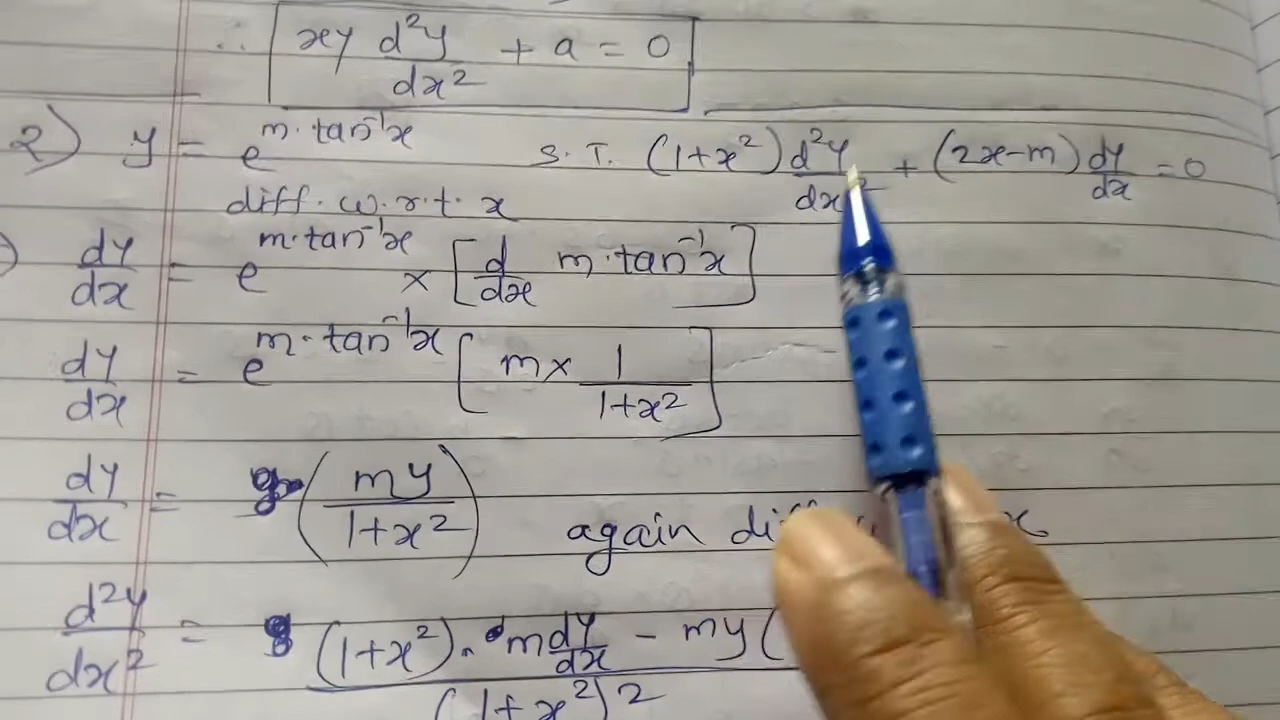 ∴ xy d²y/dx² + a = 0
2) y = e^(m·tan⁻¹x) S.T. (1+x²) d²y/dx² + (2x-m) dy/dx = 0
diff. w.r.t. x
dy/dx = e^(m·tan⁻¹x) × [d/dx m·tan⁻¹x]
dy/dx = e^(m·tan⁻¹x) [m× 1/(1+x²)]
dy/dx = (my/(1+x²)) again x
d²y/dx² = (1+x²). m dy/dx - my( / (1+x²)2